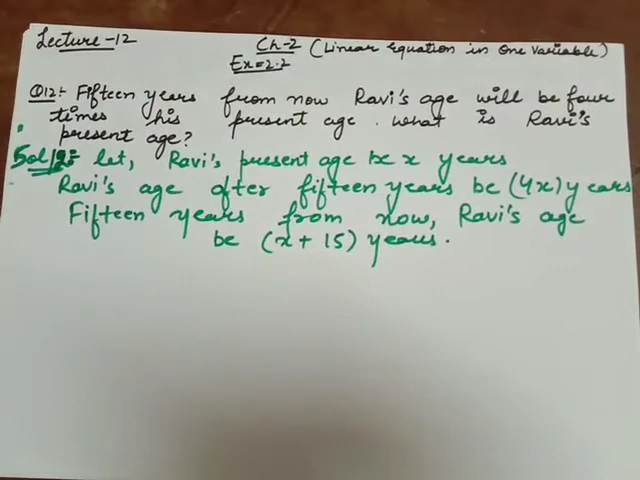 Lecture-12
Ch-2 (Linear Equation in One Variable)
Ex=2.2
Q12:- Fifteen years from now Ravi's age will be four
times his present age. what is Ravi's
present age?
Sol12:- let, Ravi's present age be x years
Ravi's age after fifteen years be (4x) years
Fifteen years from now, Ravi's age
be (x + 15) years.